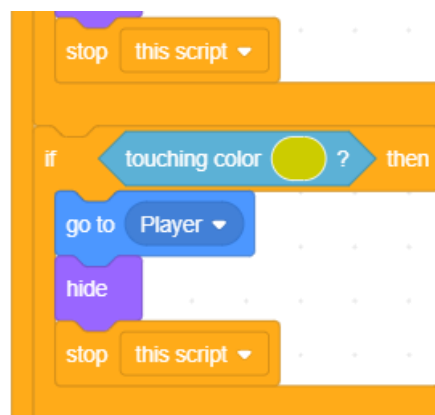 stop this script
if touching color ? then
go to Player
hide
stop this script